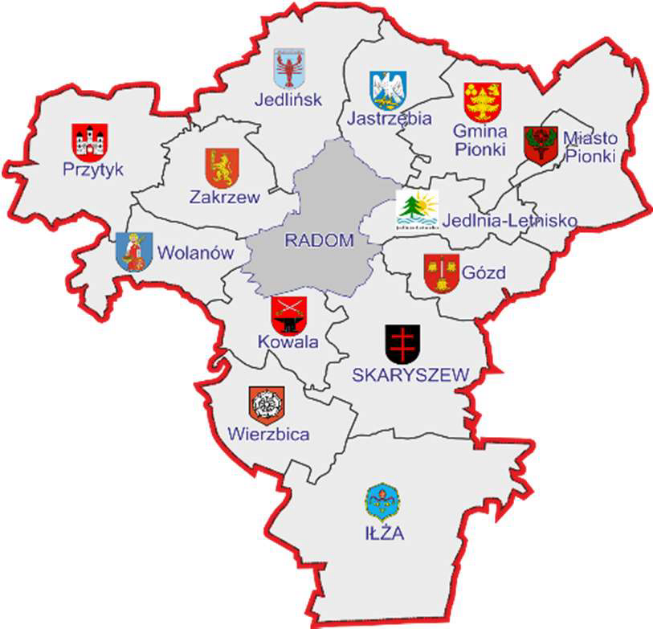 Jedlińsk
Jastrzębia
Gmina
Pionki
Miasto
Pionki
Przytyk
Zakrzew
Jedlnia-Letnisko
RADOM
Wolanów
Gózd
Kowala
SKARYSZEW
Wierzbica
IŁŻA